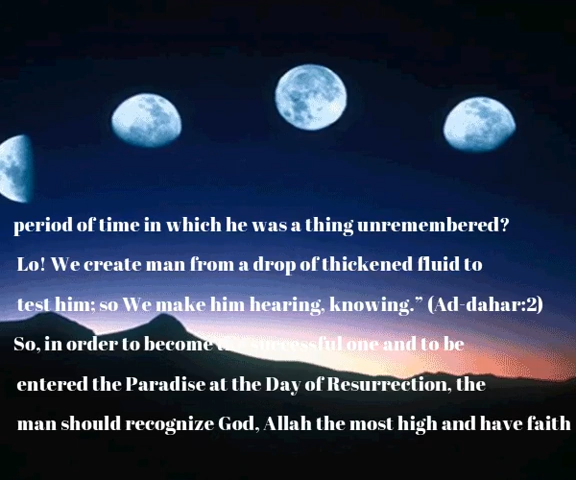 period of time in which he was a thing unremembered?
Lo! We create man from a drop of thickened fluid to
test him; so We make him hearing, knowing.” (Ad-dahar:2)
So, in order to become successful one and to be
entered the Paradise at the Day of Resurrection, the
man should recognize God, Allah the most high and have faith